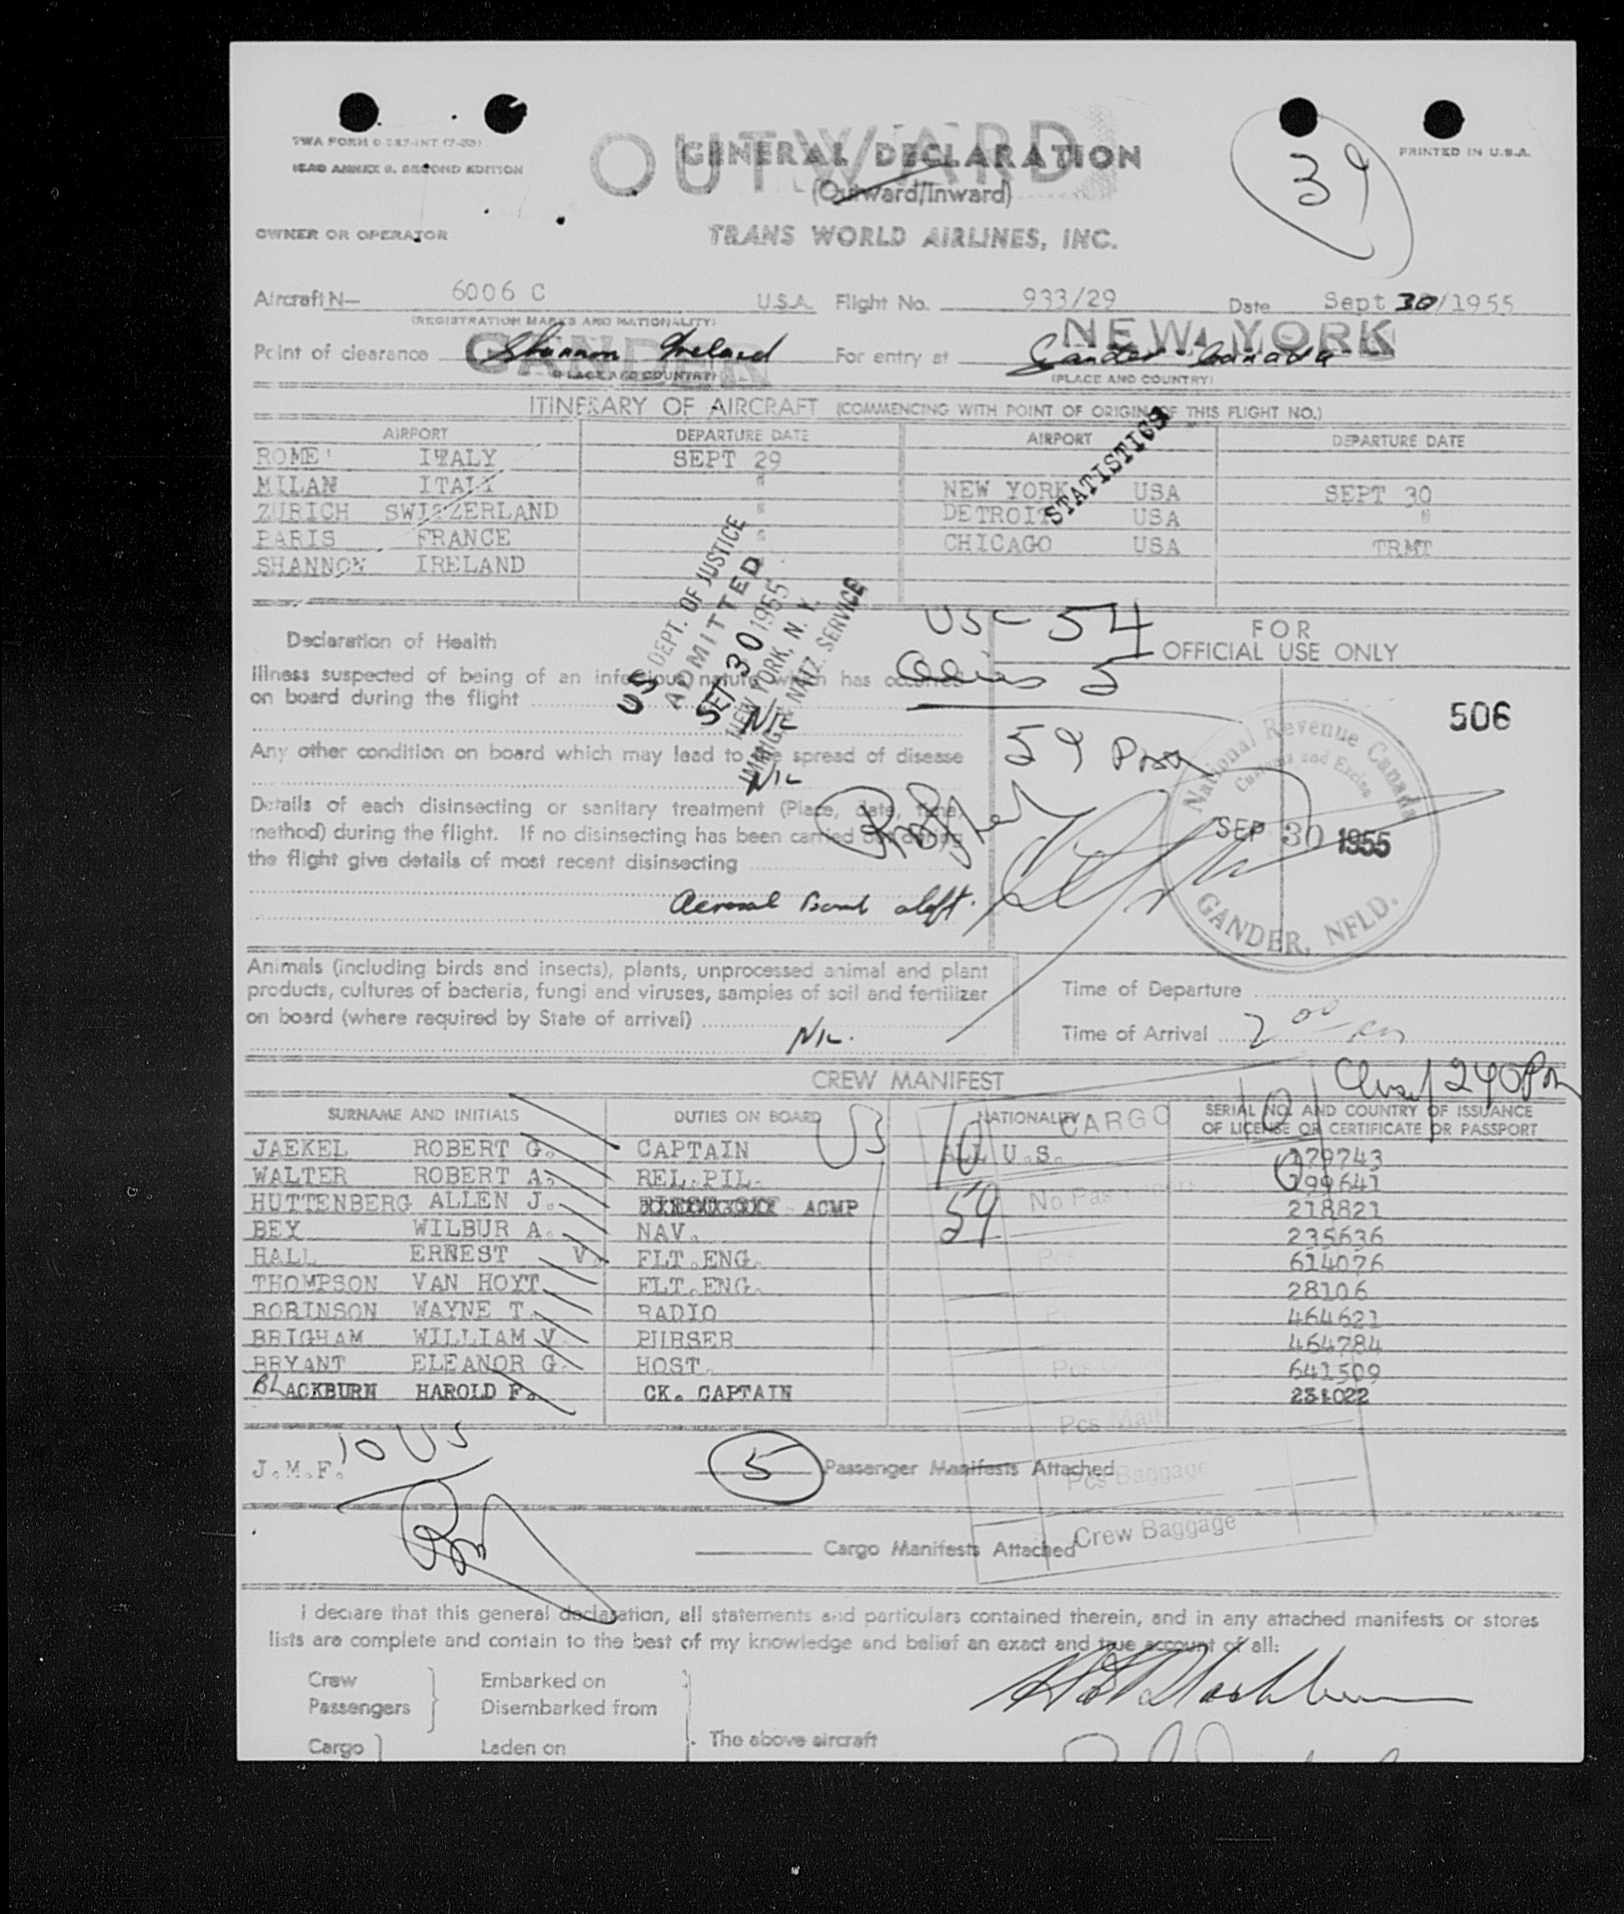 OUTWARD
TWA FORM
ICAO ANNEX 9, SECOND EDITION
GENERAL DECLARATION
(Outward/Inward)
39
PRINTED IN U.S.A.
OWNER OR OPERATOR
TRANS WORLD AIRLINES, INC.
Aircraft N— 6006 C U.S.A. Flight No. 933/29 Date Sept 30/1955
(REGISTRATION MARKS AND NATIONALITY)
GANDER NEW YORK
Point of clearance Shannon Ireland For entry at Gander Canada
(PLACE AND COUNTRY) (PLACE AND COUNTRY)
ITINERARY OF AIRCRAFT (COMMENCING WITH POINT OF ORIGIN OF THIS FLIGHT NO.)
AIRPORT DEPARTURE DATE AIRPORT DEPARTURE DATE
ROME ITALY SEPT 29
MILAN ITALY " NEW YORK USA SEPT 30
ZURICH SWITZERLAND " DETROIT USA "
PARIS FRANCE " CHICAGO USA TRMT
SHANNON IRELAND
STATISTICS
US DEPT. OF JUSTICE
ADMITTED
SEP 30 1955
NEW YORK, N. Y.
IMMIG. & NATZ. SERVICE
Declaration of Health
USC 54
FOR
OFFICIAL USE ONLY
Illness suspected of being of an infectious nature which has occurred
on board during the flight
Aliens 5
NIL
506
59
Any other condition on board which may lead to the spread of disease
NIL
Details of each disinsecting or sanitary treatment (Place, date, time,
method) during the flight. If no disinsecting has been carried out during
the flight give details of most recent disinsecting
Aerosol Bomb aloft.
National Revenue Canada
Customs and Excise
SEP 30 1955
GANDER, NFLD.
Animals (including birds and insects), plants, unprocessed animal and plant
products, cultures of bacteria, fungi and viruses, samples of soil and fertilizer
on board (where required by State of arrival)
NIL.
Time of Departure
Time of Arrival 2 00
240 Pm
CREW MANIFEST
SURNAME AND INITIALS DUTIES ON BOARD NATIONALITY SERIAL NO. AND COUNTRY OF ISSUANCE
OF LICENSE OR CERTIFICATE OR PASSPORT
JAEKEL ROBERT G. CAPTAIN ALL U.S. 179743
WALTER ROBERT A. REL.PIL. 199641
HUTTENBERG ALLEN J. ACMP 218821
BEY WILBUR A. NAV. 235636
HALL ERNEST V. FLT.ENG. 614076
THOMPSON VAN HOYT FLT.ENG. 28106
ROBINSON WAYNE T. RADIO 464621
BRIGHAM WILLIAM V. PURSER 464784
BRYANT ELEANOR G. HOST. 641509
BLACKBURN HAROLD F. CK. CAPTAIN 231022
US 10
59
CARGO
No Passengers
Pcs Mail
Pcs Baggage
Crew Baggage
10 US
J.M.F.
5 Passenger Manifests Attached
Cargo Manifests Attached
I declare that this general declaration, all statements and particulars contained therein, and in any attached manifests or stores
lists are complete and contain to the best of my knowledge and belief an exact and true account of all:
Crew Embarked on
Passengers Disembarked from
Cargo Laden on
The above aircraft